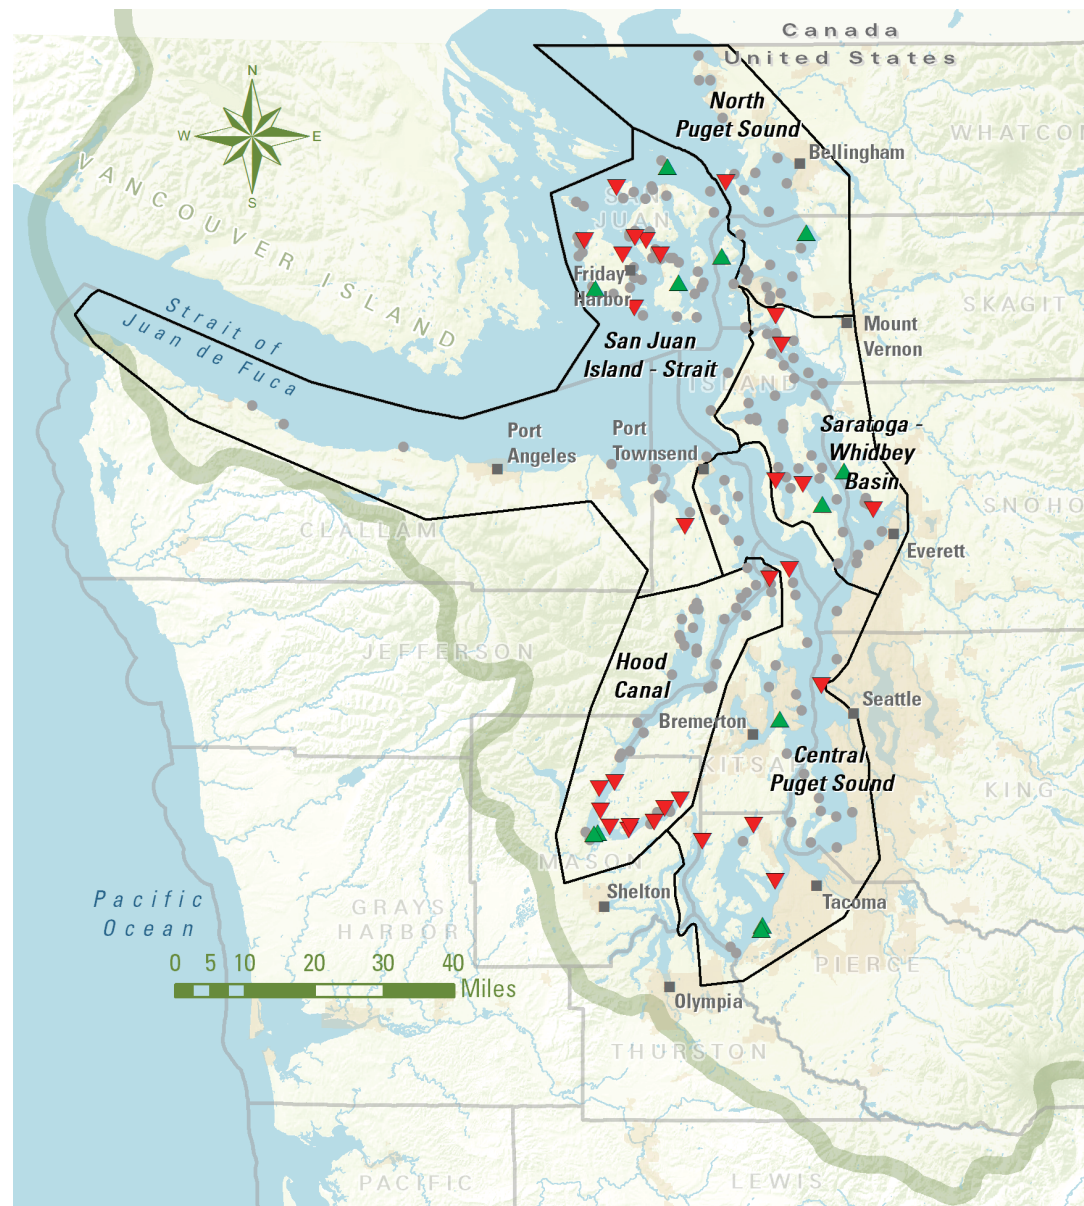 Canada
United States
N
W E
S
North
Puget Sound
WHATCO
Bellingham
VANCOUVER ISLAND
SAN
JUAN
Friday
Harbor
SKAGIT
Strait of
Juan de Fuca
Mount
Vernon
San Juan
Island - Strait
ISLAND
Port
Angeles
Port
Townsend
Saratoga -
Whidbey
Basin
SNOHO
CLALLAM
Everett
JEFFERSON
Hood
Canal
Seattle
Bremerton
KITSAP
Central
Puget Sound
KING
MASON
Shelton
Tacoma
Pacific
Ocean
GRAYS
HARBOR
0 5 10 20 30 40
Miles
PIERCE
Olympia
THURSTON
PACIFIC
LEWIS